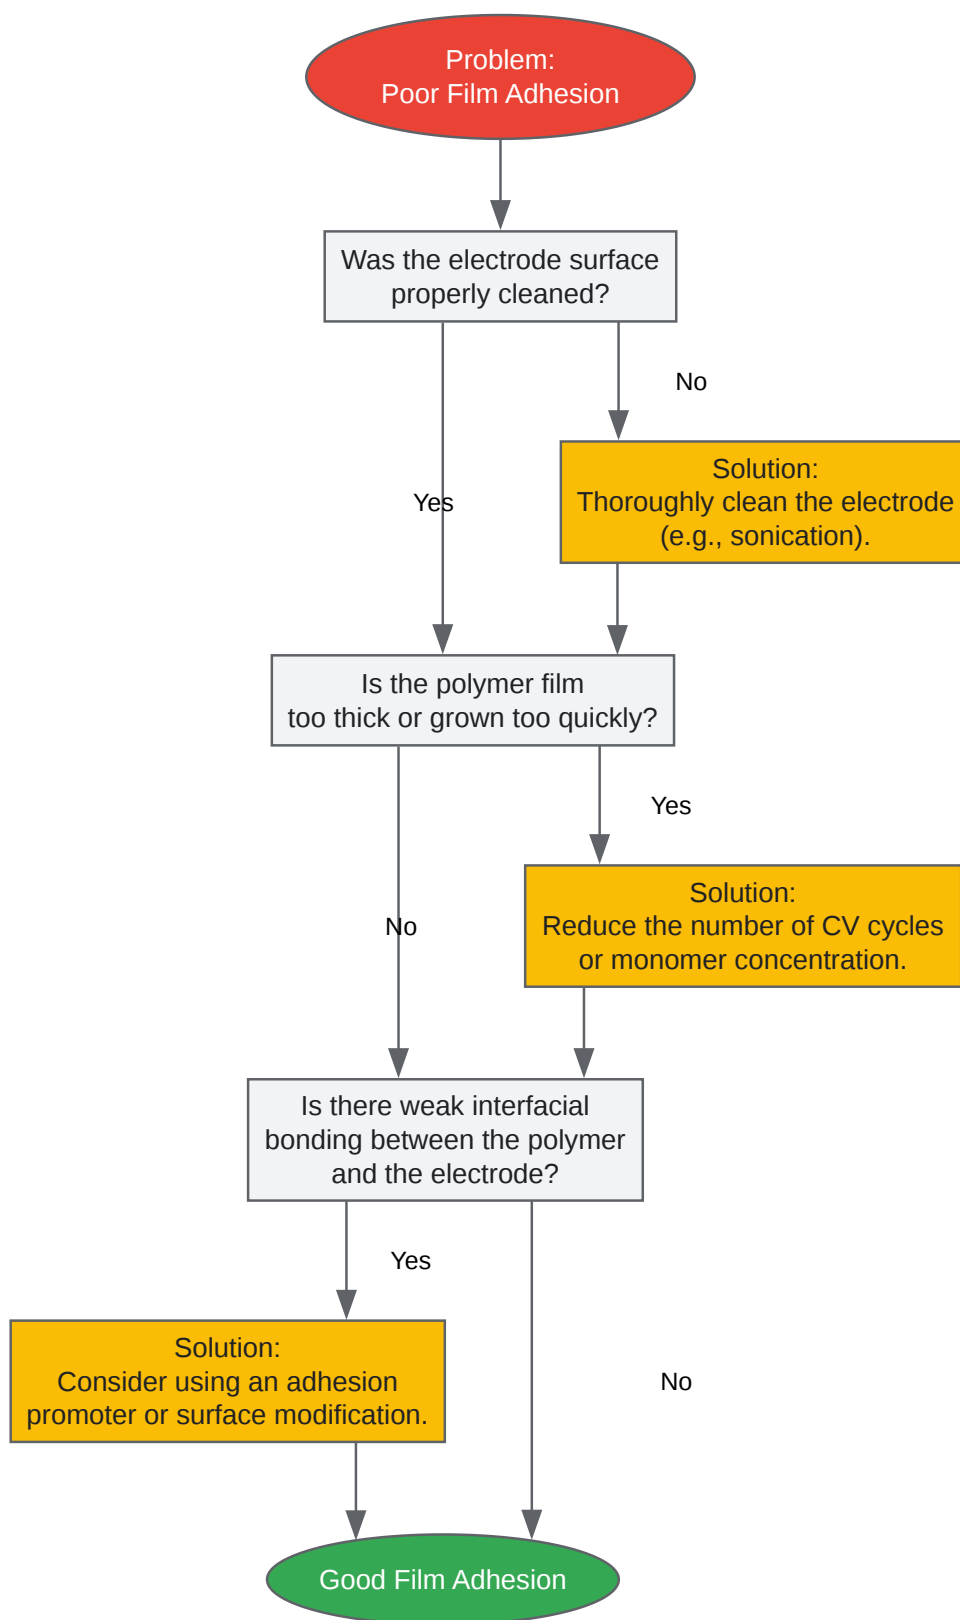 Problem:
Poor Film Adhesion
Was the electrode surface
properly cleaned?
No
Solution:
Thoroughly clean the electrode
(e.g., sonication).
Yes
Is the polymer film
too thick or grown too quickly?
Yes
Solution:
Reduce the number of CV cycles
or monomer concentration.
No
Is there weak interfacial
bonding between the polymer
and the electrode?
Yes
Solution:
Consider using an adhesion
promoter or surface modification.
No
Good Film Adhesion